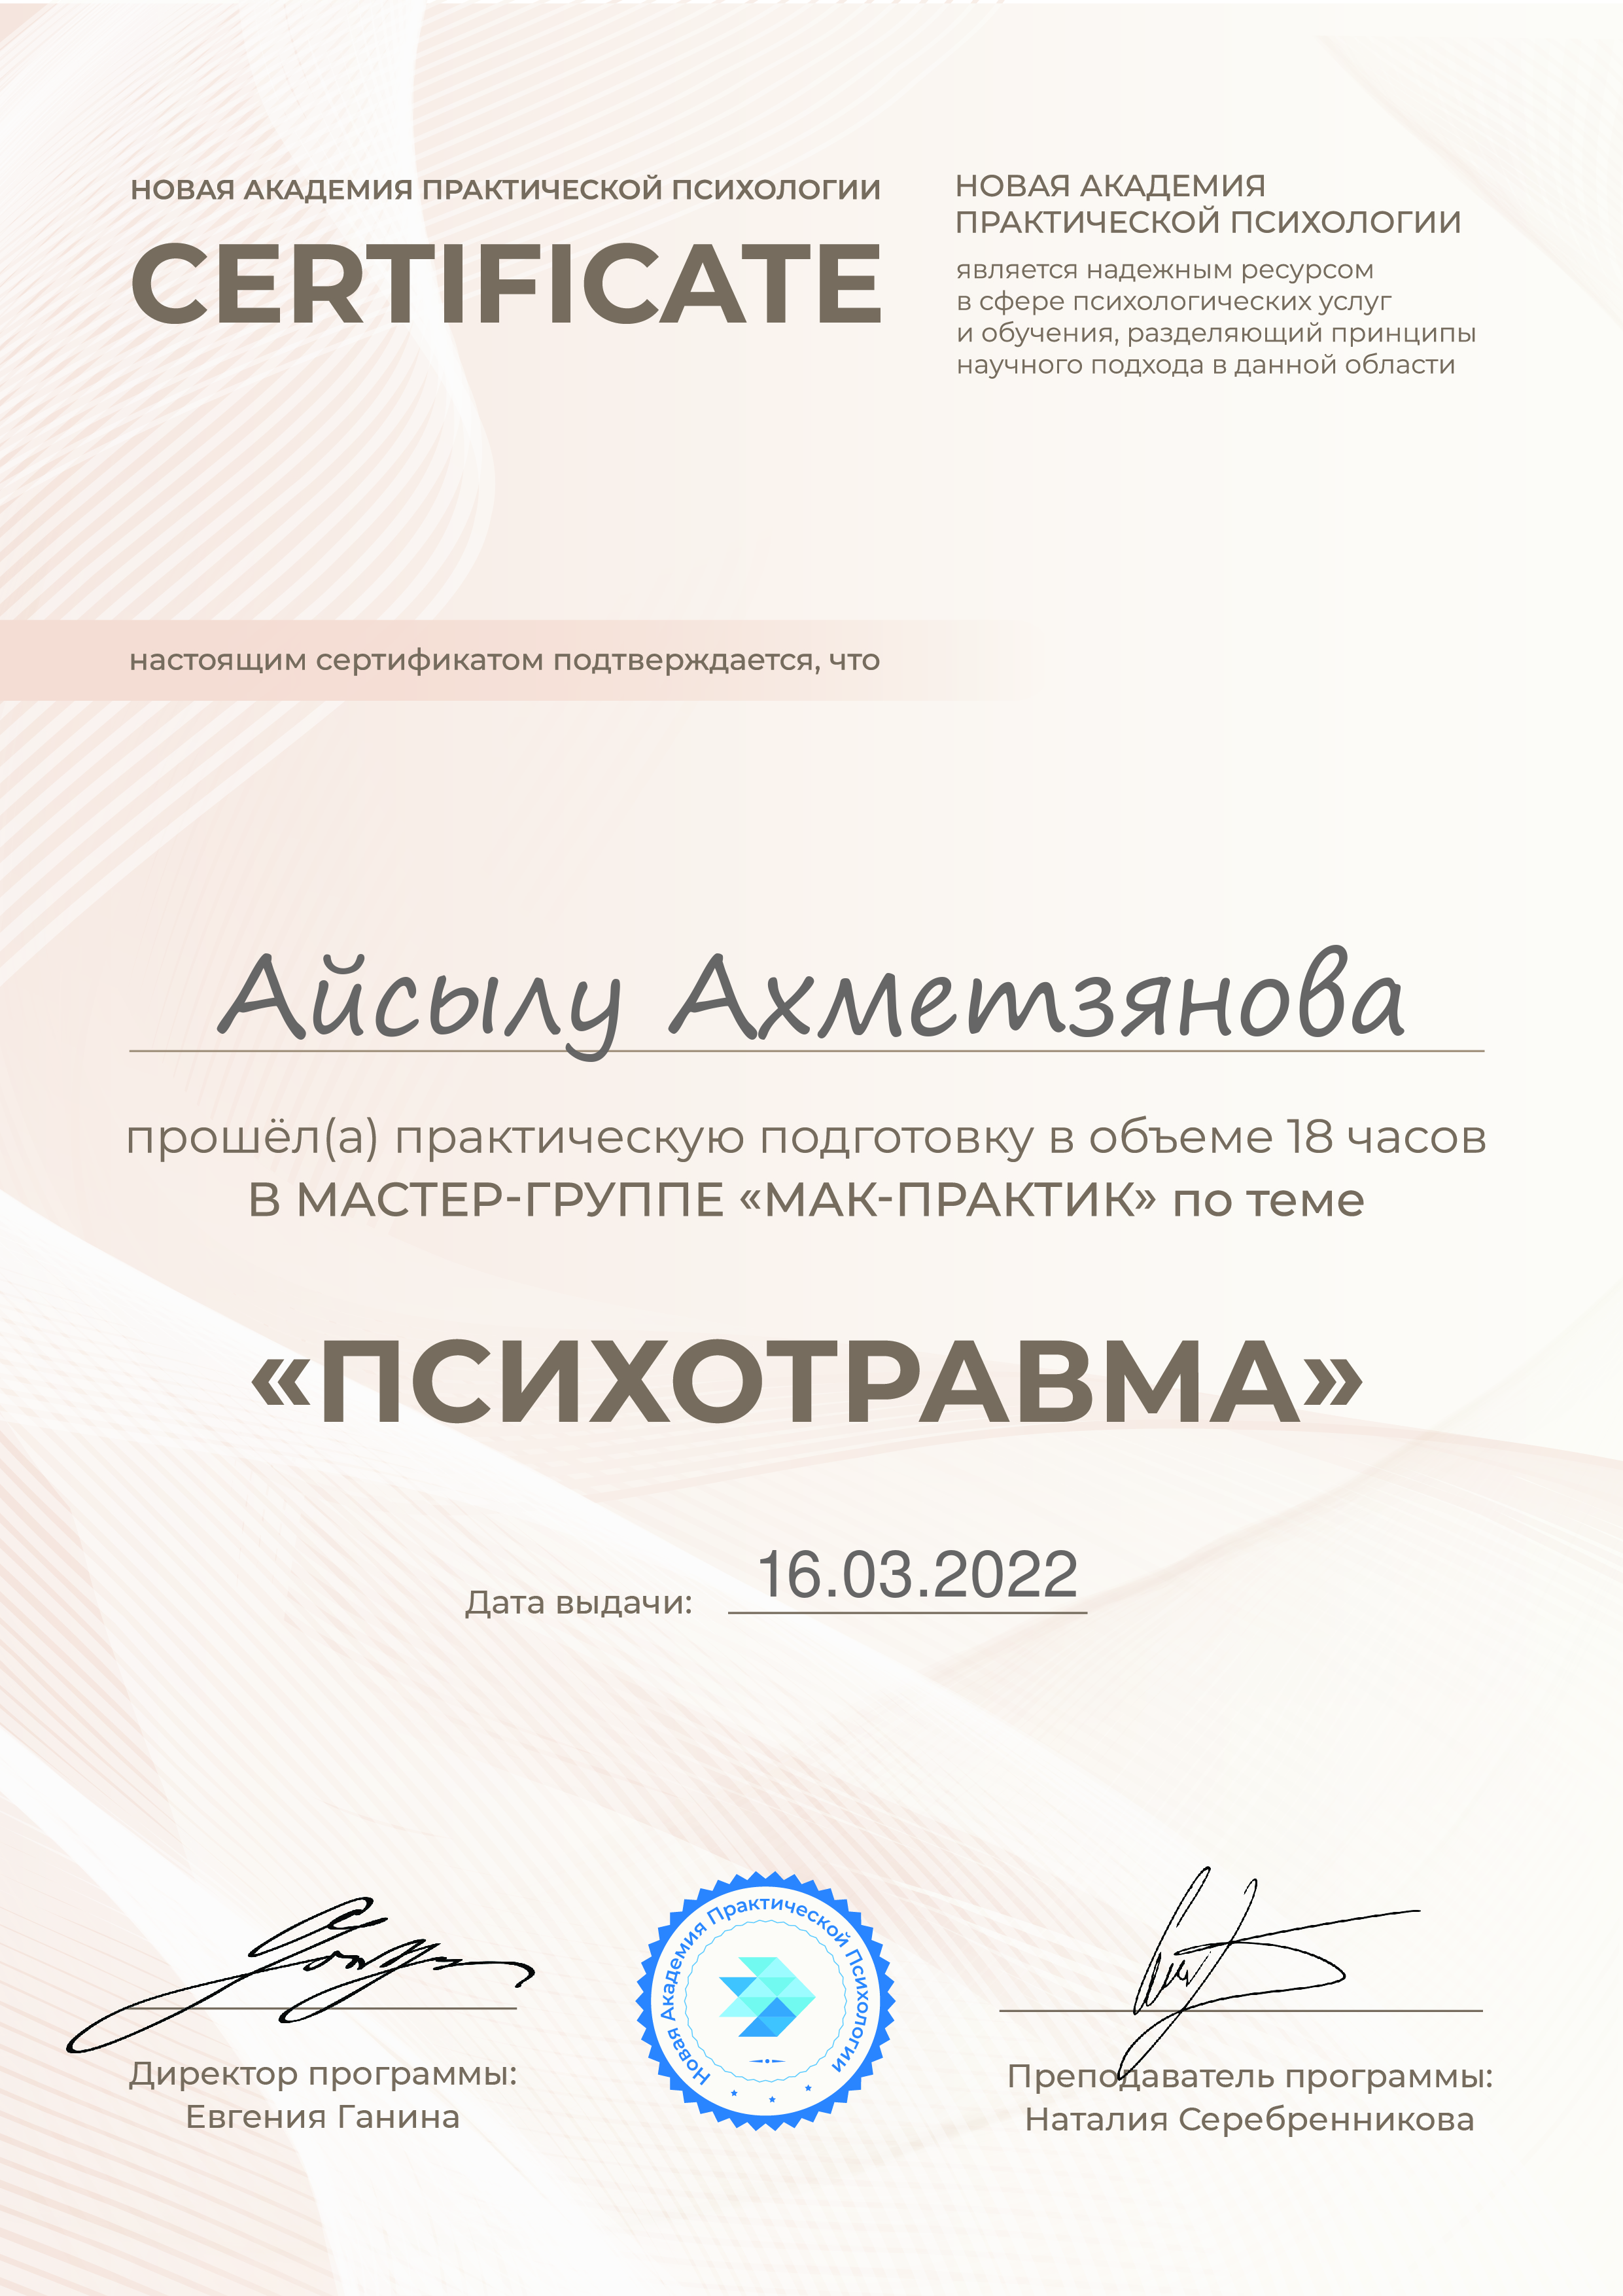 НОВАЯ АКАДЕМИЯ ПРАКТИЧЕСКОЙ ПСИХОЛОГИИ
CERTIFICATE
НОВАЯ АКАДЕМИЯ
ПРАКТИЧЕСКОЙ ПСИХОЛОГИИ
является надежным ресурсом
в сфере психологических услуг
и обучения, разделяющий принципы
научного подхода в данной области
настоящим сертификатом подтверждается, что
Айсылу Ахметзянова
прошёл(а) практическую подготовку в объеме 18 часов
В МАСТЕР-ГРУППЕ «МАК-ПРАКТИК» по теме
«ПСИХОТРАВМА»
Дата выдачи: 16.03.2022
Директор программы:
Евгения Ганина
Новая Академия Практической Психологии
Преподаватель программы:
Наталия Серебренникова